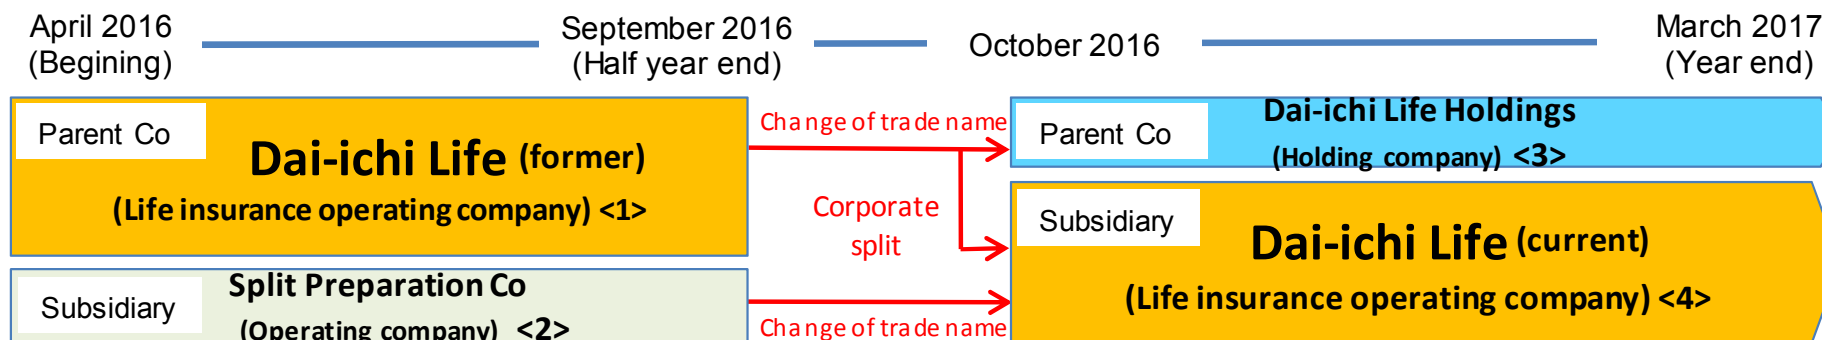 April 2016
(Begining)
September 2016
(Half year end)
October 2016
March 2017
(Year end)
Parent Co
Dai-ichi Life (former)
(Life insurance operating company) <1>
Subsidiary
Split Preparation Co
(Operating company) <2>
Change of trade name
Corporate
split
Change of trade name
Parent Co
Dai-ichi Life Holdings
(Holding company) <3>
Subsidiary
Dai-ichi Life (current)
(Life insurance operating company) <4>